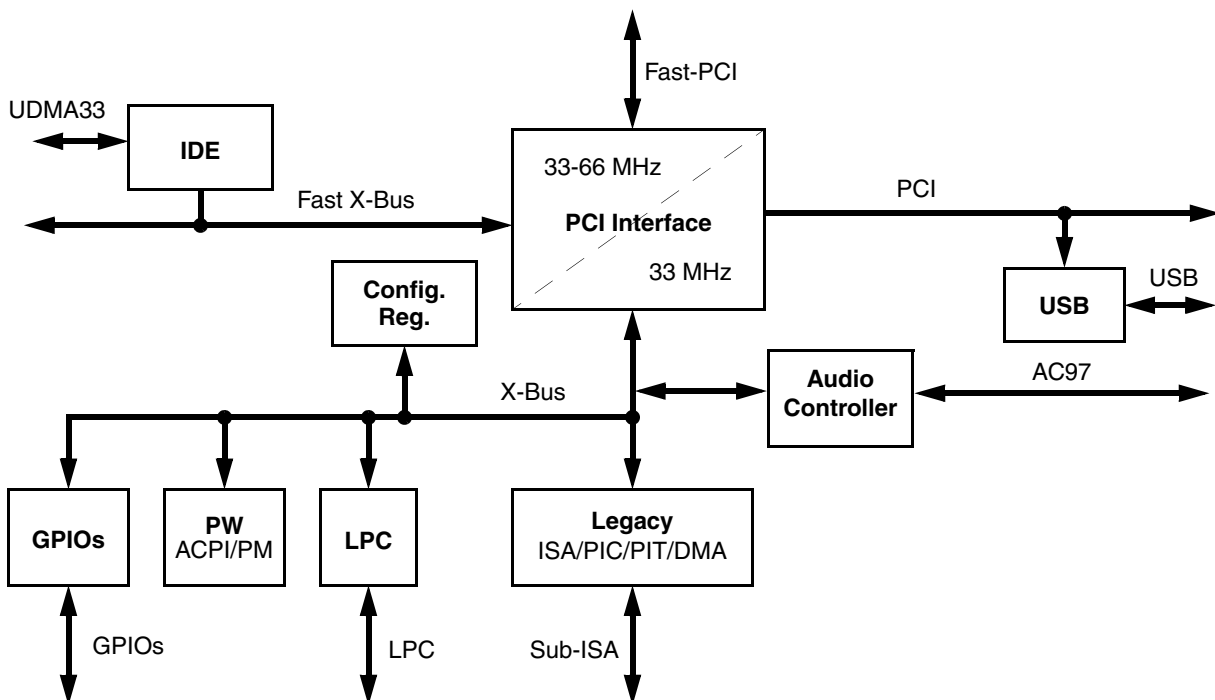 Fast-PCI
UDMA33
IDE
33-66 MHz
Fast X-Bus
PCI Interface
PCI
33 MHz
Config.
Reg.
USB
USB
X-Bus
Audio
Controller
AC97
GPIOs
PW
ACPI/PM
LPC
Legacy
ISA/PIC/PIT/DMA
GPIOs
LPC
Sub-ISA